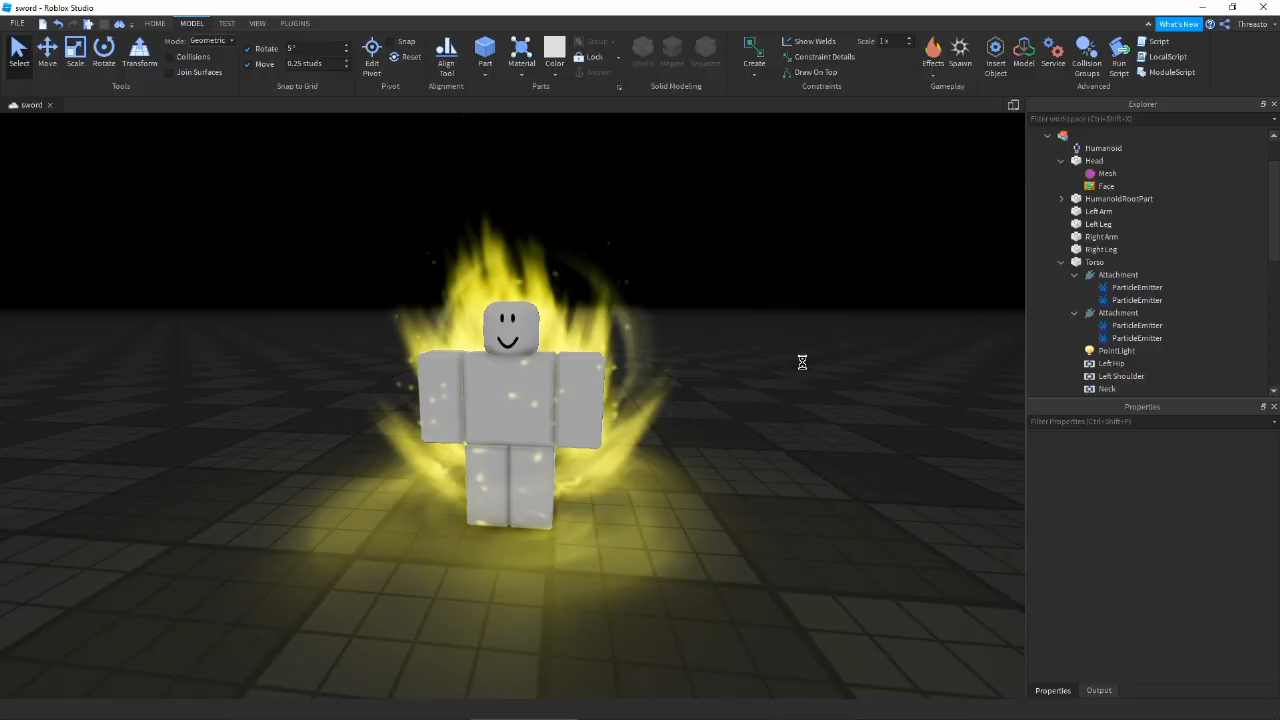 sword - Roblox Studio
FILE HOME MODEL TEST VIEW PLUGINS What's New Threasto
Select Move Scale Rotate Transform
Mode: Geometric
Collisions
Join Surfaces
Tools
Rotate 5°
Move 0.25 studs
Snap to Grid
Edit Pivot
Snap
Reset
Pivot
Align Tool
Alignment
Part Material Color
Group
Lock
Anchor
Parts
Union Negate Separate
Solid Modeling
Create
Show Welds Scale 1x
Constraint Details
Draw On Top
Constraints
Effects Spawn
Gameplay
Insert Object Model Service Collision Groups Run Script
Script
LocalScript
ModuleScript
Advanced
sword
Explorer
Filter workspace (Ctrl+Shift+X)
Humanoid
Head
Mesh
Face
HumanoidRootPart
Left Arm
Left Leg
Right Arm
Right Leg
Torso
Attachment
ParticleEmitter
ParticleEmitter
Attachment
ParticleEmitter
ParticleEmitter
PointLight
Left Hip
Left Shoulder
Neck
Properties
Filter Properties (Ctrl+Shift+P)
Properties Output